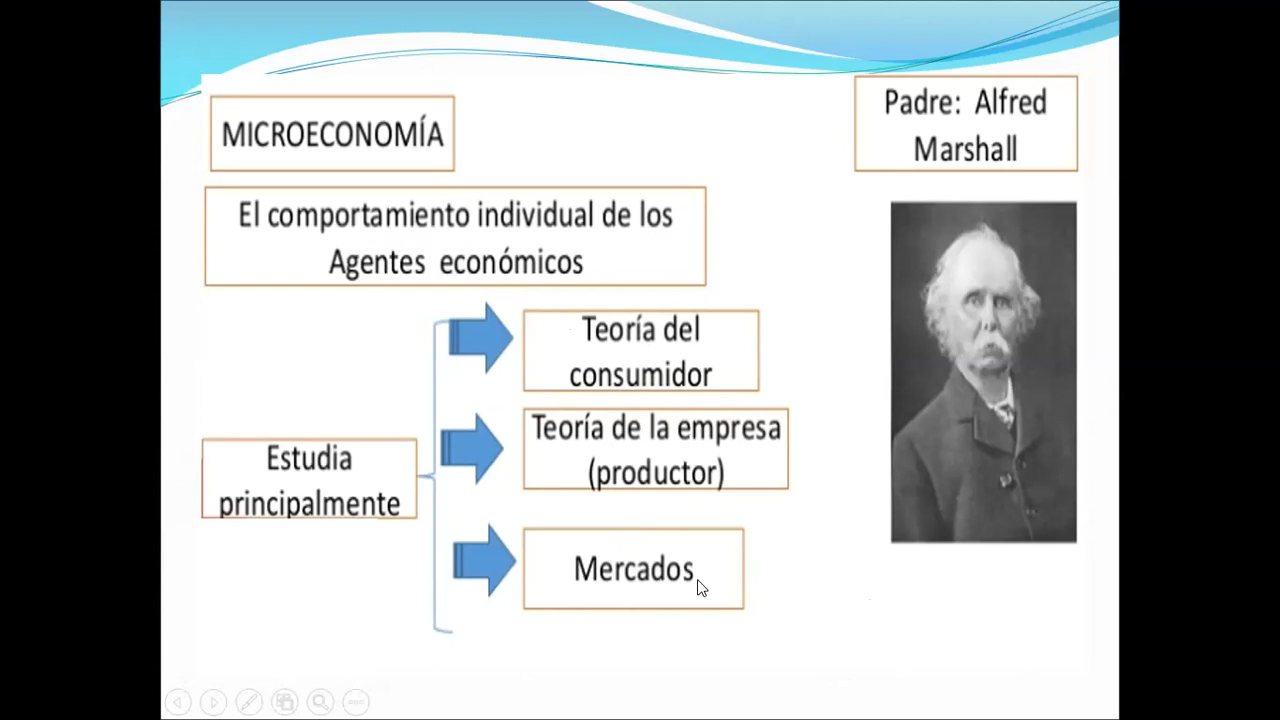 MICROECONOMÍA
Padre: Alfred
Marshall
El comportamiento individual de los
Agentes económicos
Estudia
principalmente
Teoría del
consumidor
Teoría de la empresa
(productor)
Mercados